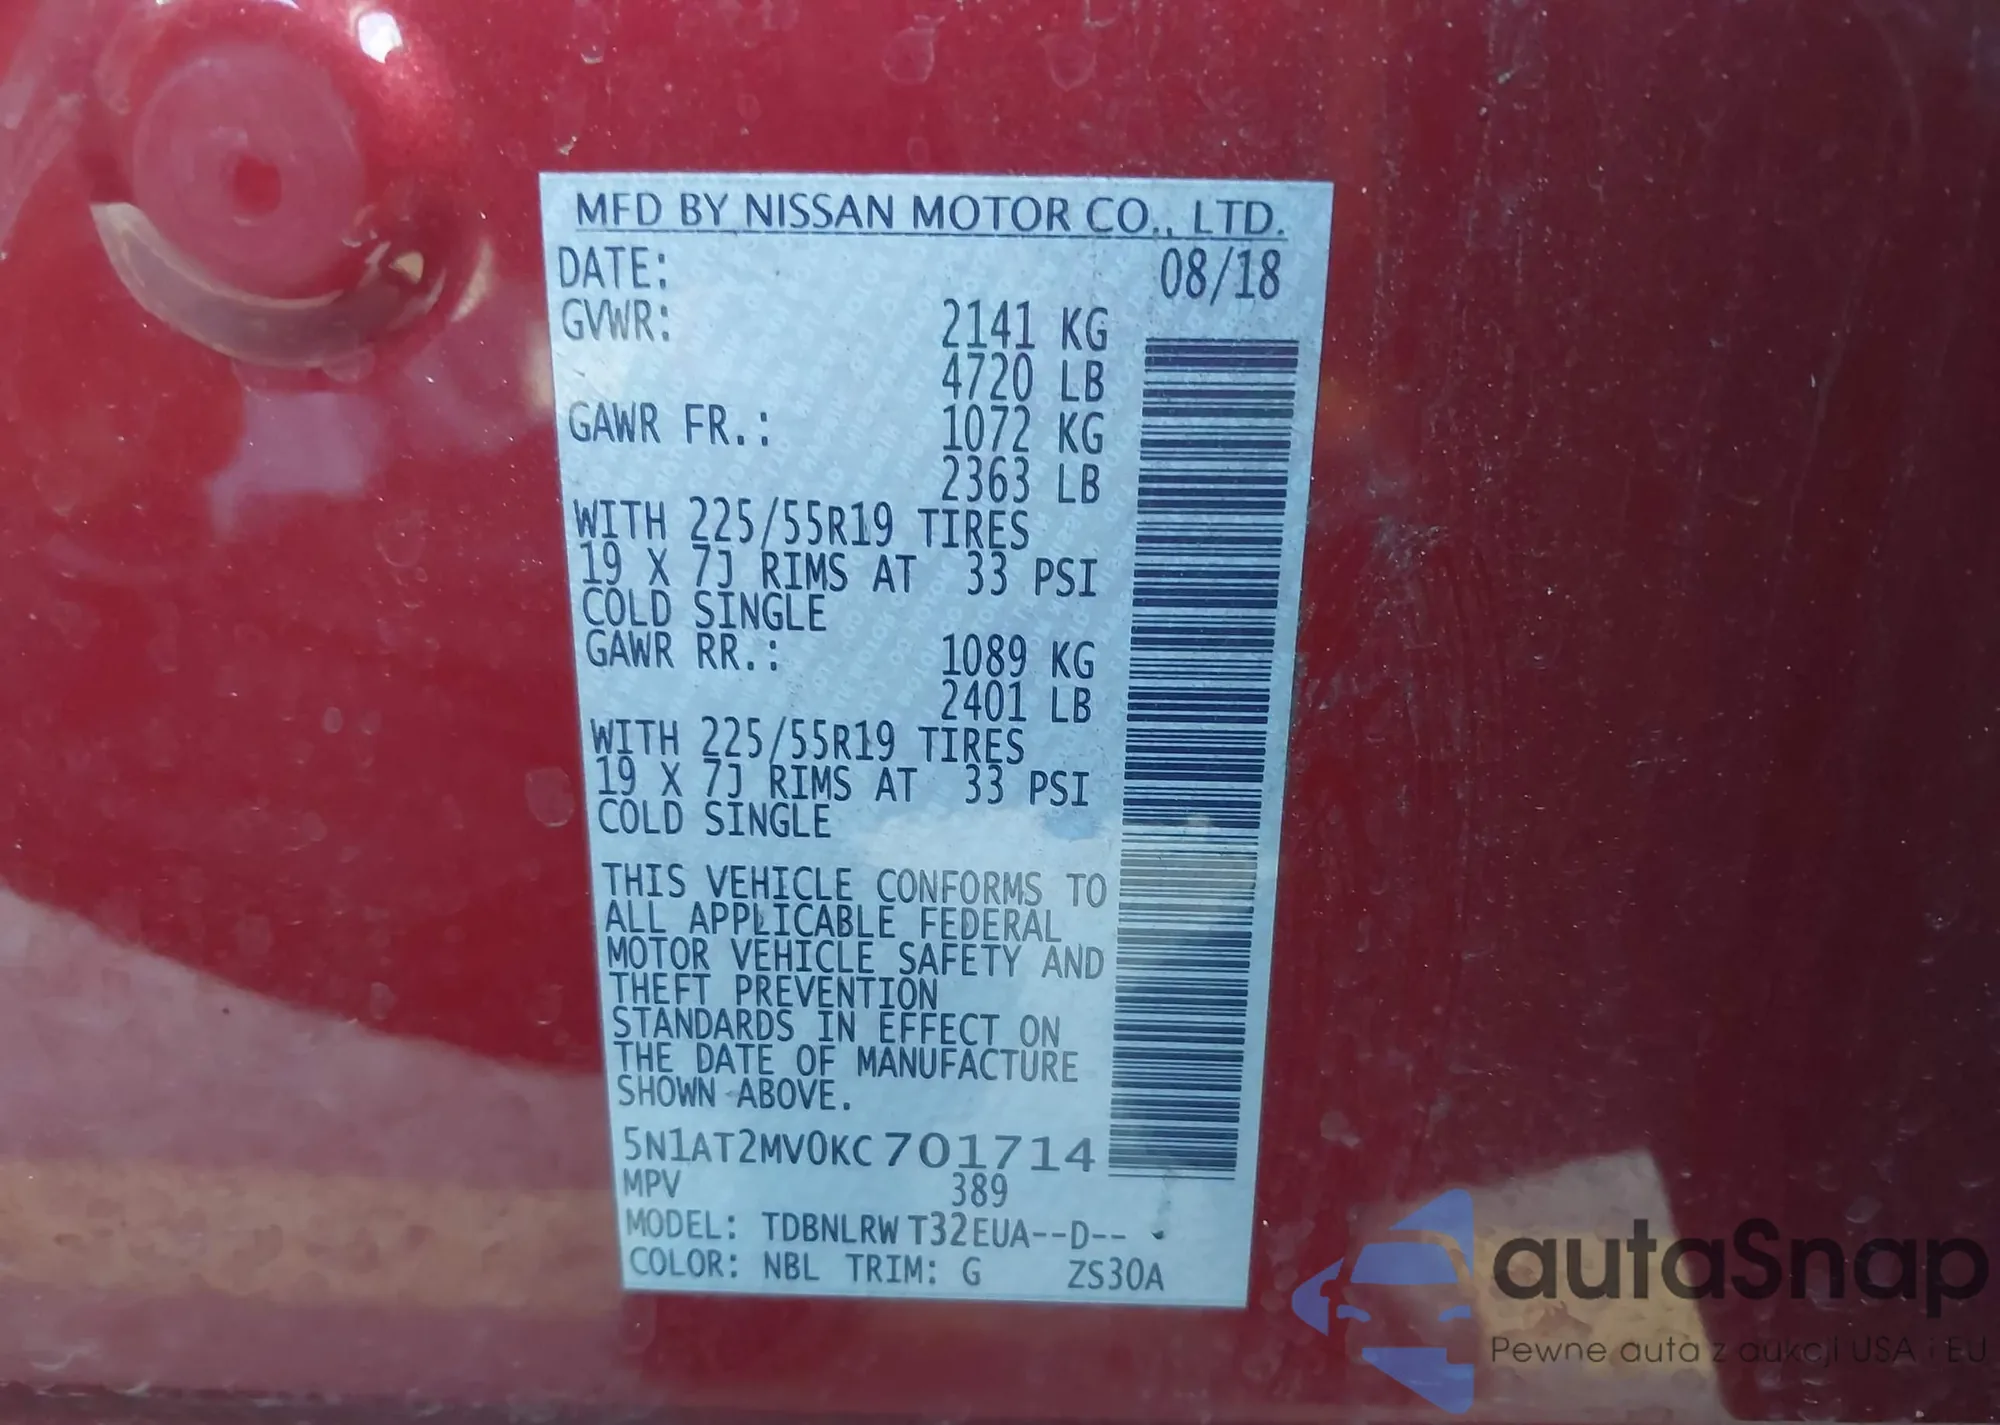 MFD BY NISSAN MOTOR CO., LTD.
DATE: 08/18
GVWR: 2141 KG
4720 LB
GAWR FR.: 1072 KG
2363 LB
WITH 225/55R19 TIRES
19 X 7J RIMS AT 33 PSI
COLD SINGLE
GAWR RR.: 1089 KG
2401 LB
WITH 225/55R19 TIRES
19 X 7J RIMS AT 33 PSI
COLD SINGLE
THIS VEHICLE CONFORMS TO
ALL APPLICABLE FEDERAL
MOTOR VEHICLE SAFETY AND
THEFT PREVENTION
STANDARDS IN EFFECT ON
THE DATE OF MANUFACTURE
SHOWN ABOVE.
5N1AT2MV0KC701714
MPV 389
MODEL: TDBNLRW T32EUA--D--
COLOR: NBL TRIM: G ZS30A
autaSnap
Pewne auta z aukcji USA i EU